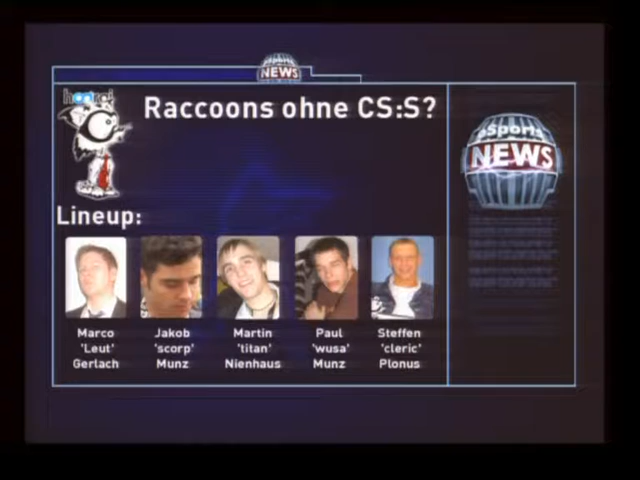 NEWS
Raccoons ohne CS:S?
eSports
NEWS
Lineup:
Marco
'Leut'
Gerlach
Jakob
'scorp'
Munz
Martin
'titan'
Nienhaus
Paul
'wusa'
Munz
Steffen
'cleric'
Plonus